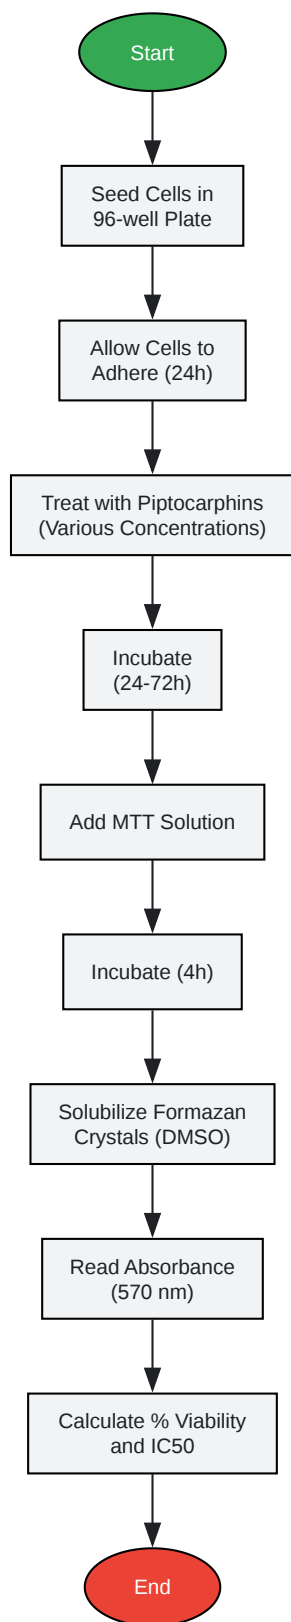 Start
Seed Cells in
96-well Plate
Allow Cells to
Adhere (24h)
Treat with Piptocarphins
(Various Concentrations)
Incubate
(24-72h)
Add MTT Solution
Incubate (4h)
Solubilize Formazan
Crystals (DMSO)
Read Absorbance
(570 nm)
Calculate % Viability
and IC50
End